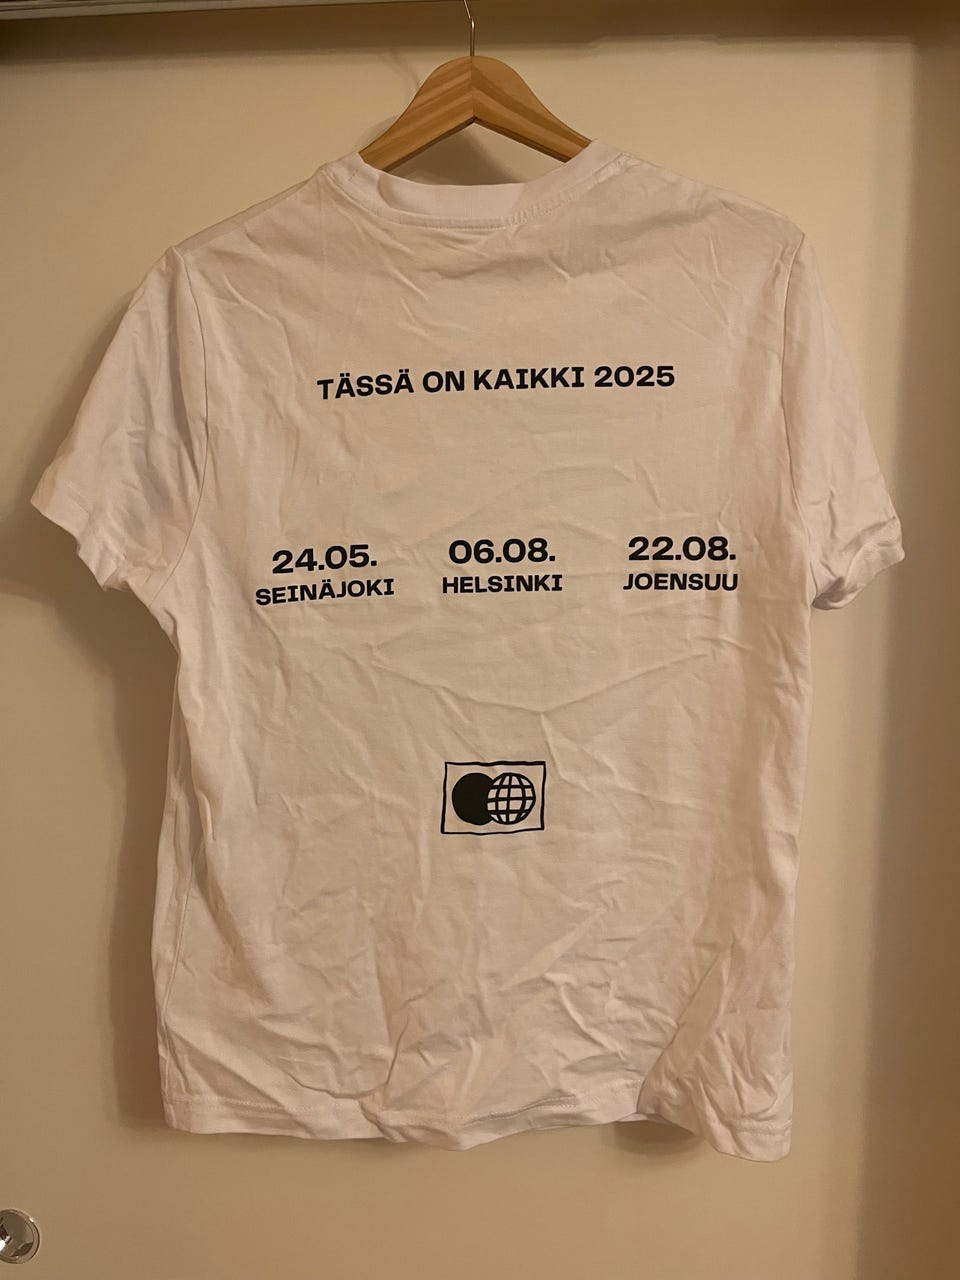 TÄSSÄ ON KAIKKI 2025
24.05. 06.08. 22.08.
SEINÄJOKI HELSINKI JOENSUU